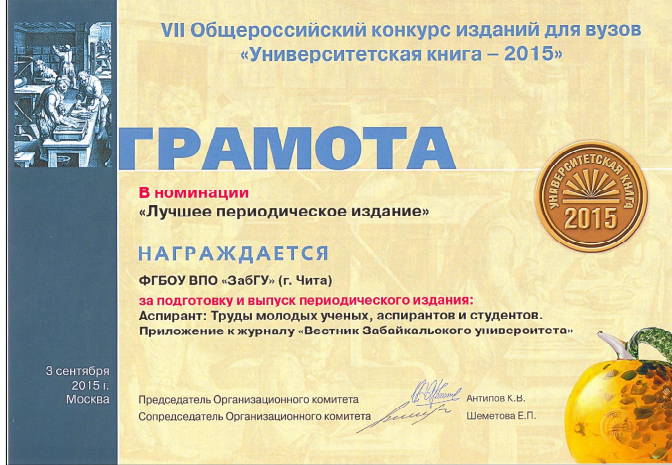 VII Общероссийский конкурс изданий для вузов
«Университетская книга – 2015»
ГРАМОТА
В номинации
«Лучшее периодическое издание»
УНИВЕРСИТЕТСКАЯ КНИГА
2015
НАГРАЖДАЕТСЯ
ФГБОУ ВПО «ЗабГУ» (г. Чита)
за подготовку и выпуск периодического издания:
Аспирант: Труды молодых ученых, аспирантов и студентов.
Приложение к журналу «Вестник Забайкальского университета»
3 сентября
2015 г.
Москва
Председатель Организационного комитета Антипов К.В.
Сопредседатель Организационного комитета Шеметова Е.П.